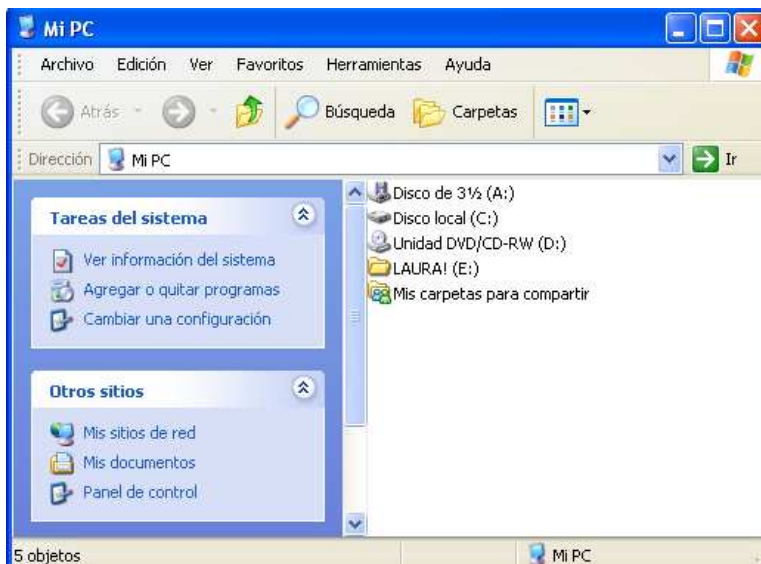 Mi PC
Archivo Edición Ver Favoritos Herramientas Ayuda
Atrás Búsqueda Carpetas
Dirección Mi PC Ir
Tareas del sistema
Ver información del sistema
Agregar o quitar programas
Cambiar una configuración
Otros sitios
Mis sitios de red
Mis documentos
Panel de control
Disco de 3½ (A:)
Disco local (C:)
Unidad DVD/CD-RW (D:)
LAURA! (E:)
Mis carpetas para compartir
5 objetos Mi PC